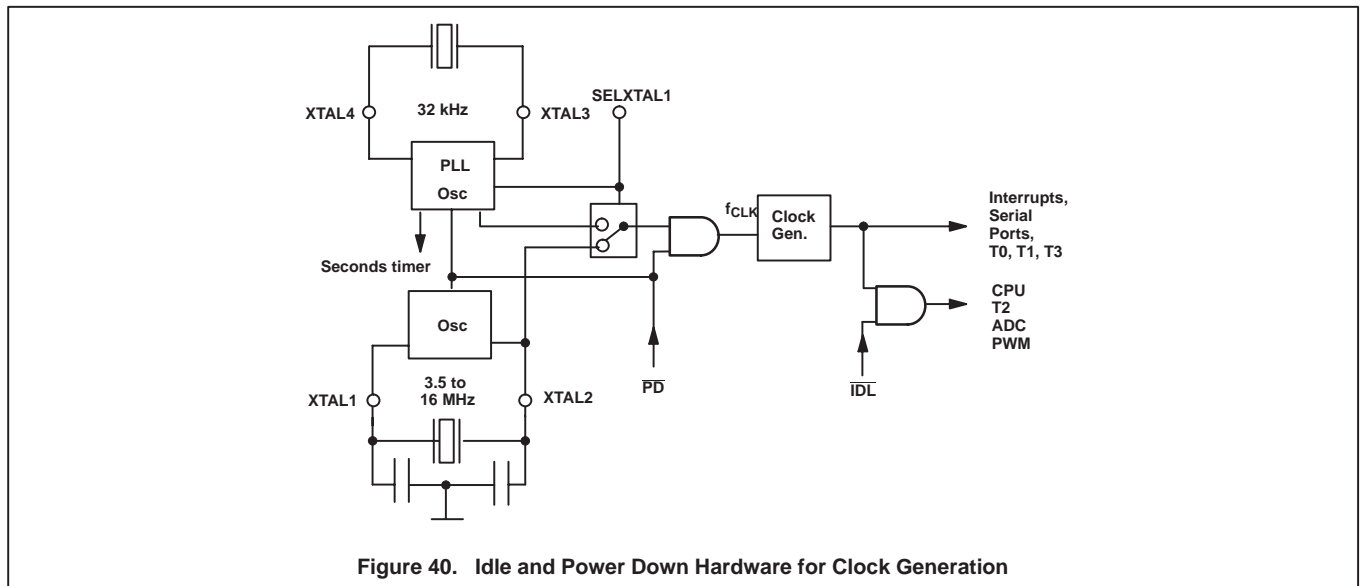 XTAL4
32 kHz
XTAL3
SELXTAL1
PLL
Osc
Seconds timer
Osc
3.5 to
16 MHz
XTAL1
XTAL2
PD
fCLK
Clock
Gen.
IDL
Interrupts,
Serial
Ports,
T0, T1, T3
CPU
T2
ADC
PWM
Figure 40. Idle and Power Down Hardware for Clock Generation